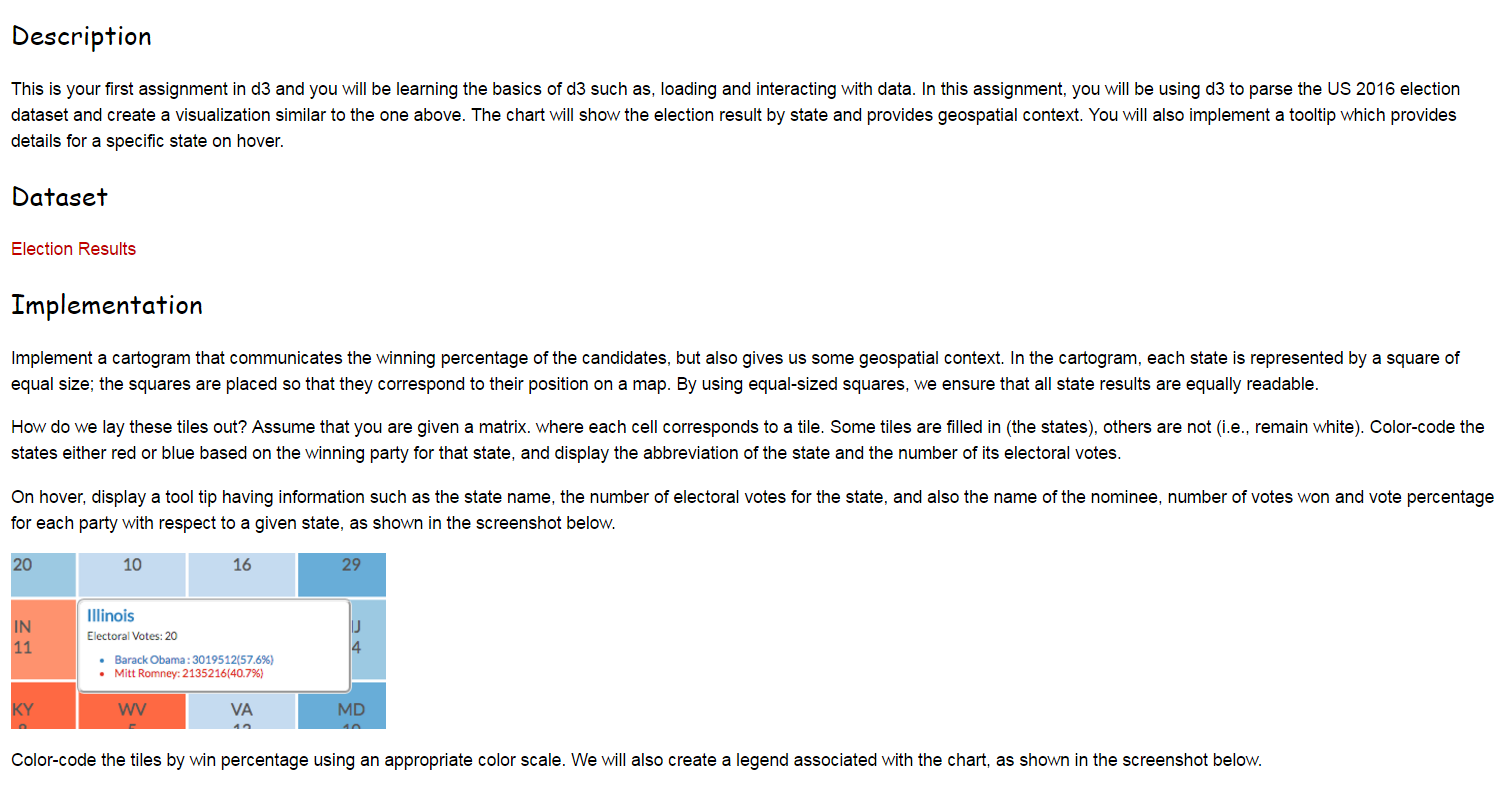 Description
This is your first assignment in d3 and you will be learning the basics of d3 such as, loading and interacting with data. In this assignment, you will be using d3 to parse the US 2016 election
dataset and create a visualization similar to the one above. The chart will show the election result by state and provides geospatial context. You will also implement a tooltip which provides
details for a specific state on hover.
Dataset
Election Results
Implementation
Implement a cartogram that communicates the winning percentage of the candidates, but also gives us some geospatial context. In the cartogram, each state is represented by a square of
equal size; the squares are placed so that they correspond to their position on a map. By using equal-sized squares, we ensure that all state results are equally readable.
How do we lay these tiles out? Assume that you are given a matrix. where each cell corresponds to a tile. Some tiles are filled in (the states), others are not (i.e., remain white). Color-code the
states either red or blue based on the winning party for that state, and display the abbreviation of the state and the number of its electoral votes.
On hover, display a tool tip having information such as the state name, the number of electoral votes for the state, and also the name of the nominee, number of votes won and vote percentage
for each party with respect to a given state, as shown in the screenshot below.
20 10 16 29
Illinois
IN
Electoral Votes: 20
11 4
• Barack Obama : 3019512(57.6%)
• Mitt Romney: 2135216(40.7%)
KY WV VA MD
Color-code the tiles by win percentage using an appropriate color scale. We will also create a legend associated with the chart, as shown in the screenshot below.